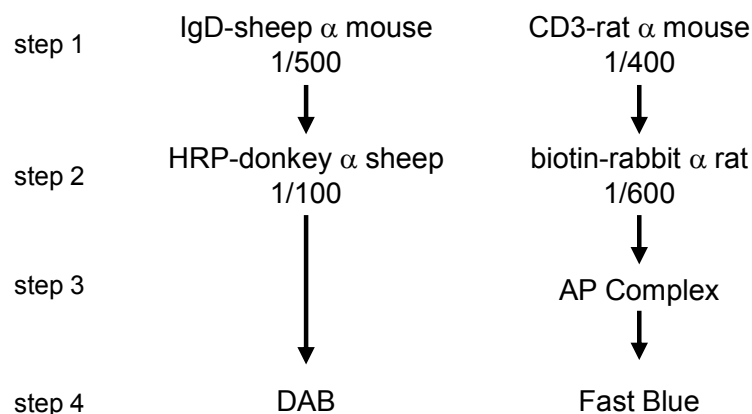 step 1
IgD-sheep α mouse
1/500
CD3-rat α mouse
1/400
step 2
HRP-donkey α sheep
1/100
biotin-rabbit α rat
1/600
step 3
AP Complex
step 4
DAB
Fast Blue